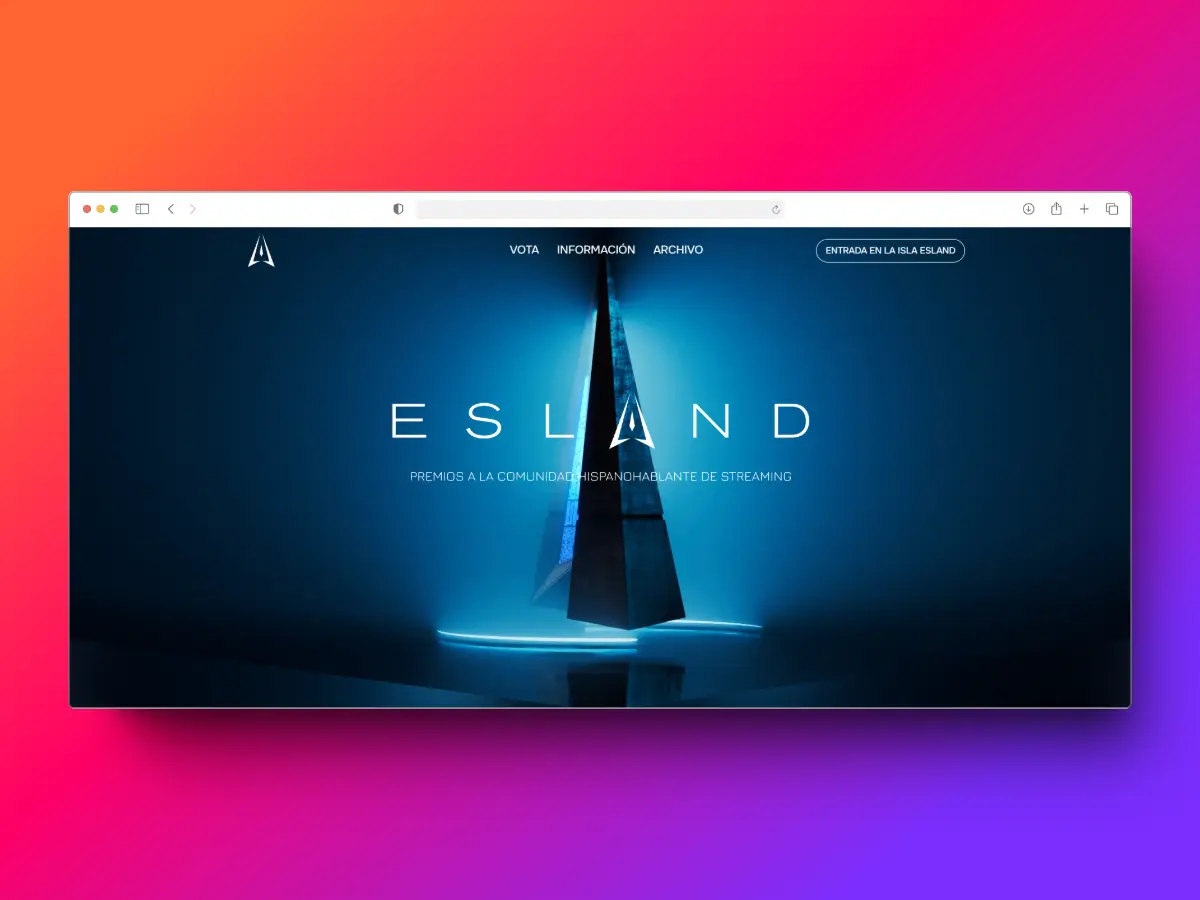 VOTA INFORMACIÓN ARCHIVO ENTRADA EN LA ISLA ESLAND
ESLAND
PREMIOS A LA COMUNIDAD HISPANOHABLANTE DE STREAMING